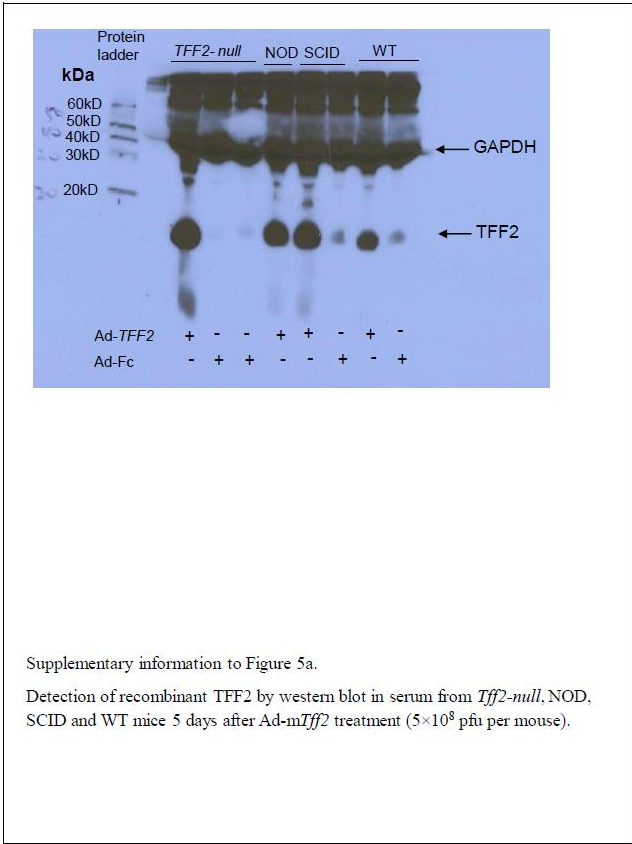 Protein
ladder
TFF2- null NOD SCID WT
kDa
60kD
50kD
40kD
30kD
20kD
GAPDH
TFF2
Ad-TFF2 + - - + + - + -
Ad-Fc - + + - - + - +
Supplementary information to Figure 5a.
Detection of recombinant TFF2 by western blot in serum from Tff2-null, NOD,
SCID and WT mice 5 days after Ad-mTff2 treatment (5×10⁸ pfu per mouse).